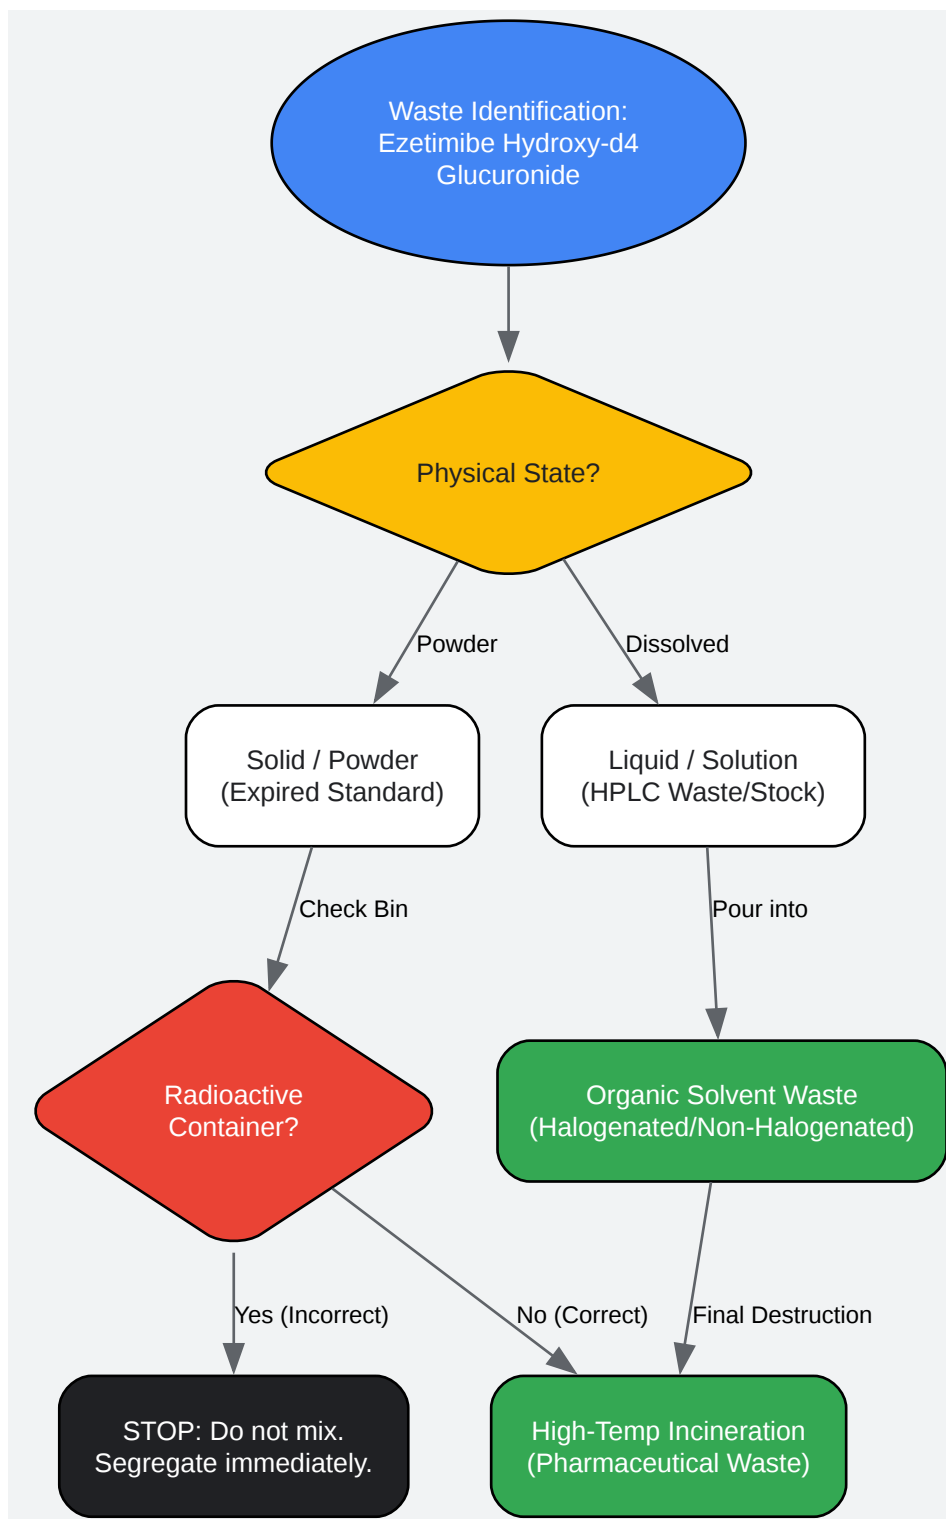 Waste Identification:
Ezetimibe Hydroxy-d4
Glucuronide
Physical State?
Powder
Dissolved
Solid / Powder
(Expired Standard)
Liquid / Solution
(HPLC Waste/Stock)
Check Bin
Pour into
Radioactive
Container?
Organic Solvent Waste
(Halogenated/Non-Halogenated)
Yes (Incorrect)
No (Correct)
Final Destruction
STOP: Do not mix.
Segregate immediately.
High-Temp Incineration
(Pharmaceutical Waste)